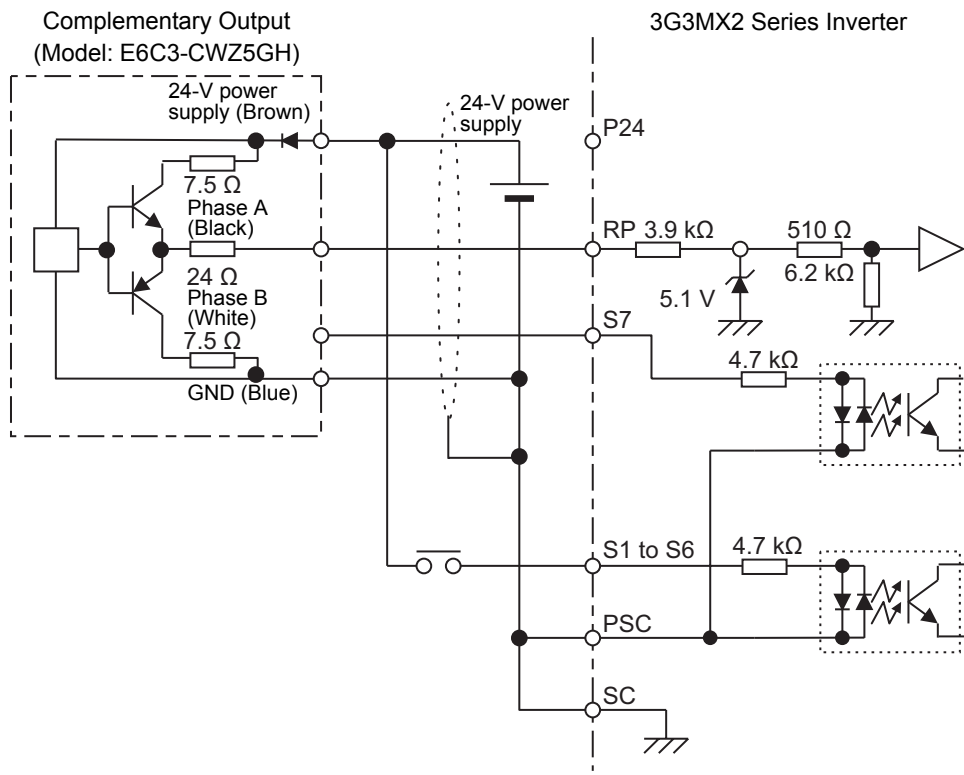 Complementary Output
(Model: E6C3-CWZ5GH)
3G3MX2 Series Inverter
24-V power
supply (Brown)
24-V power
supply
P24
7.5 Ω
Phase A
(Black)
RP 3.9 kΩ
510 Ω
6.2 kΩ
24 Ω
Phase B
(White)
5.1 V
S7
7.5 Ω
4.7 kΩ
GND (Blue)
S1 to S6
4.7 kΩ
PSC
SC